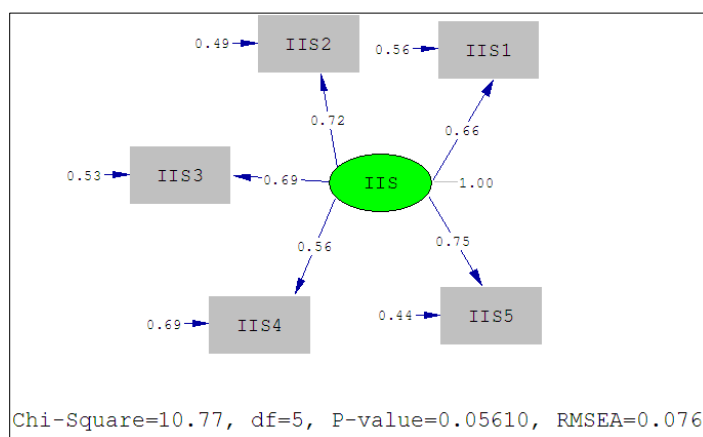 0.49 IIS2
0.56 IIS1
0.72
0.66
0.53 IIS3
0.69
IIS
1.00
0.56
0.75
0.69 IIS4
0.44 IIS5
Chi-Square=10.77, df=5, P-value=0.05610, RMSEA=0.076